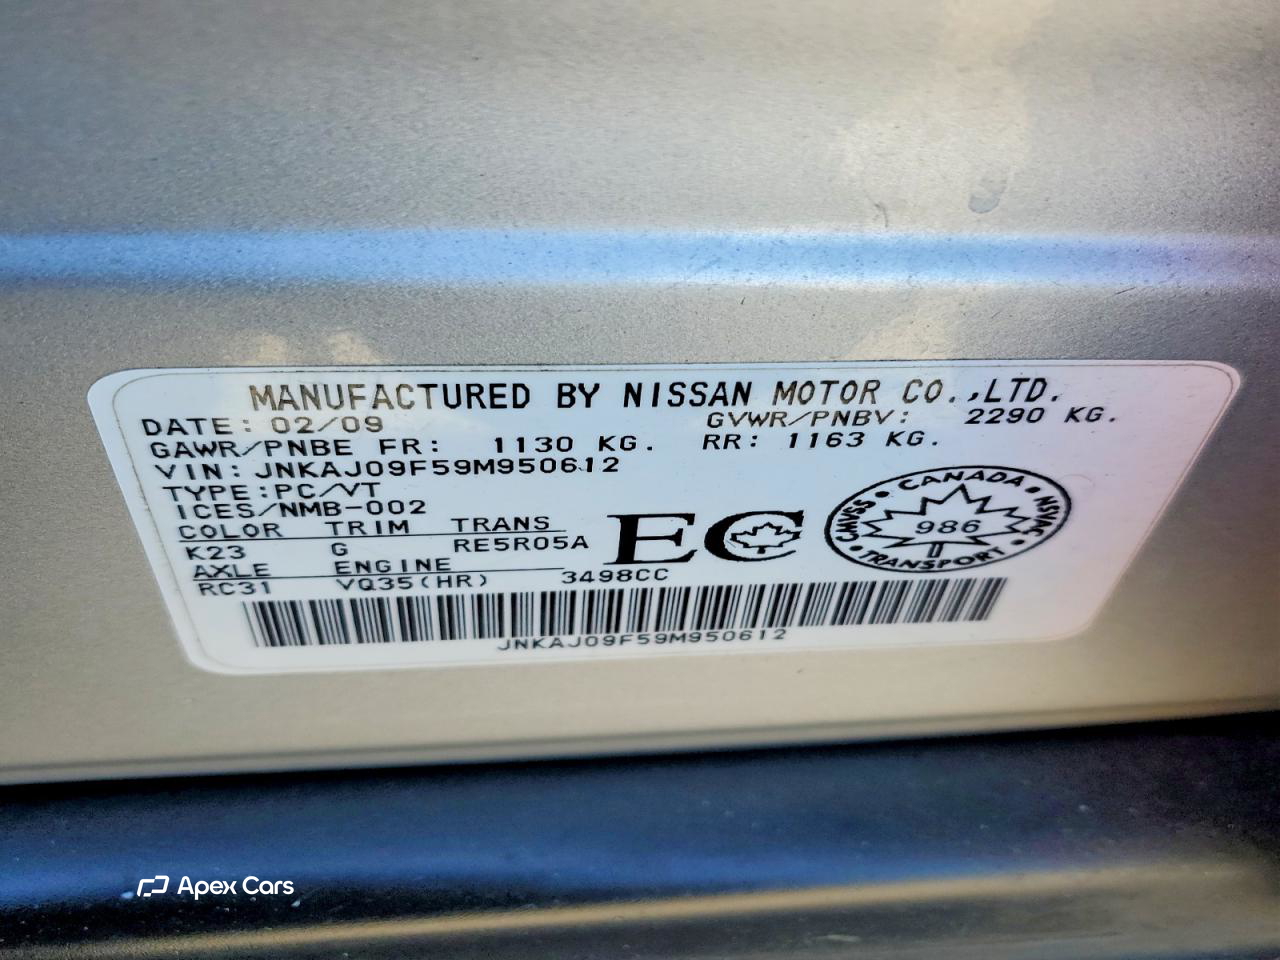 MANUFACTURED BY NISSAN MOTOR CO.,LTD.
DATE: 02/09 GVWR/PNBV: 2290 KG.
GAWR/PNBE FR: 1130 KG. RR: 1163 KG.
VIN: JNKAJ09F59M950612
TYPE:PC/VT
ICES/NMB-002
COLOR TRIM TRANS
K23 G RE5R05A
AXLE ENGINE
RC31 VQ35(HR) 3498CC
EC
CANADA
CMVSS NSVAC
986
TRANSPORT
JNKAJ09F59M950612
Apex Cars